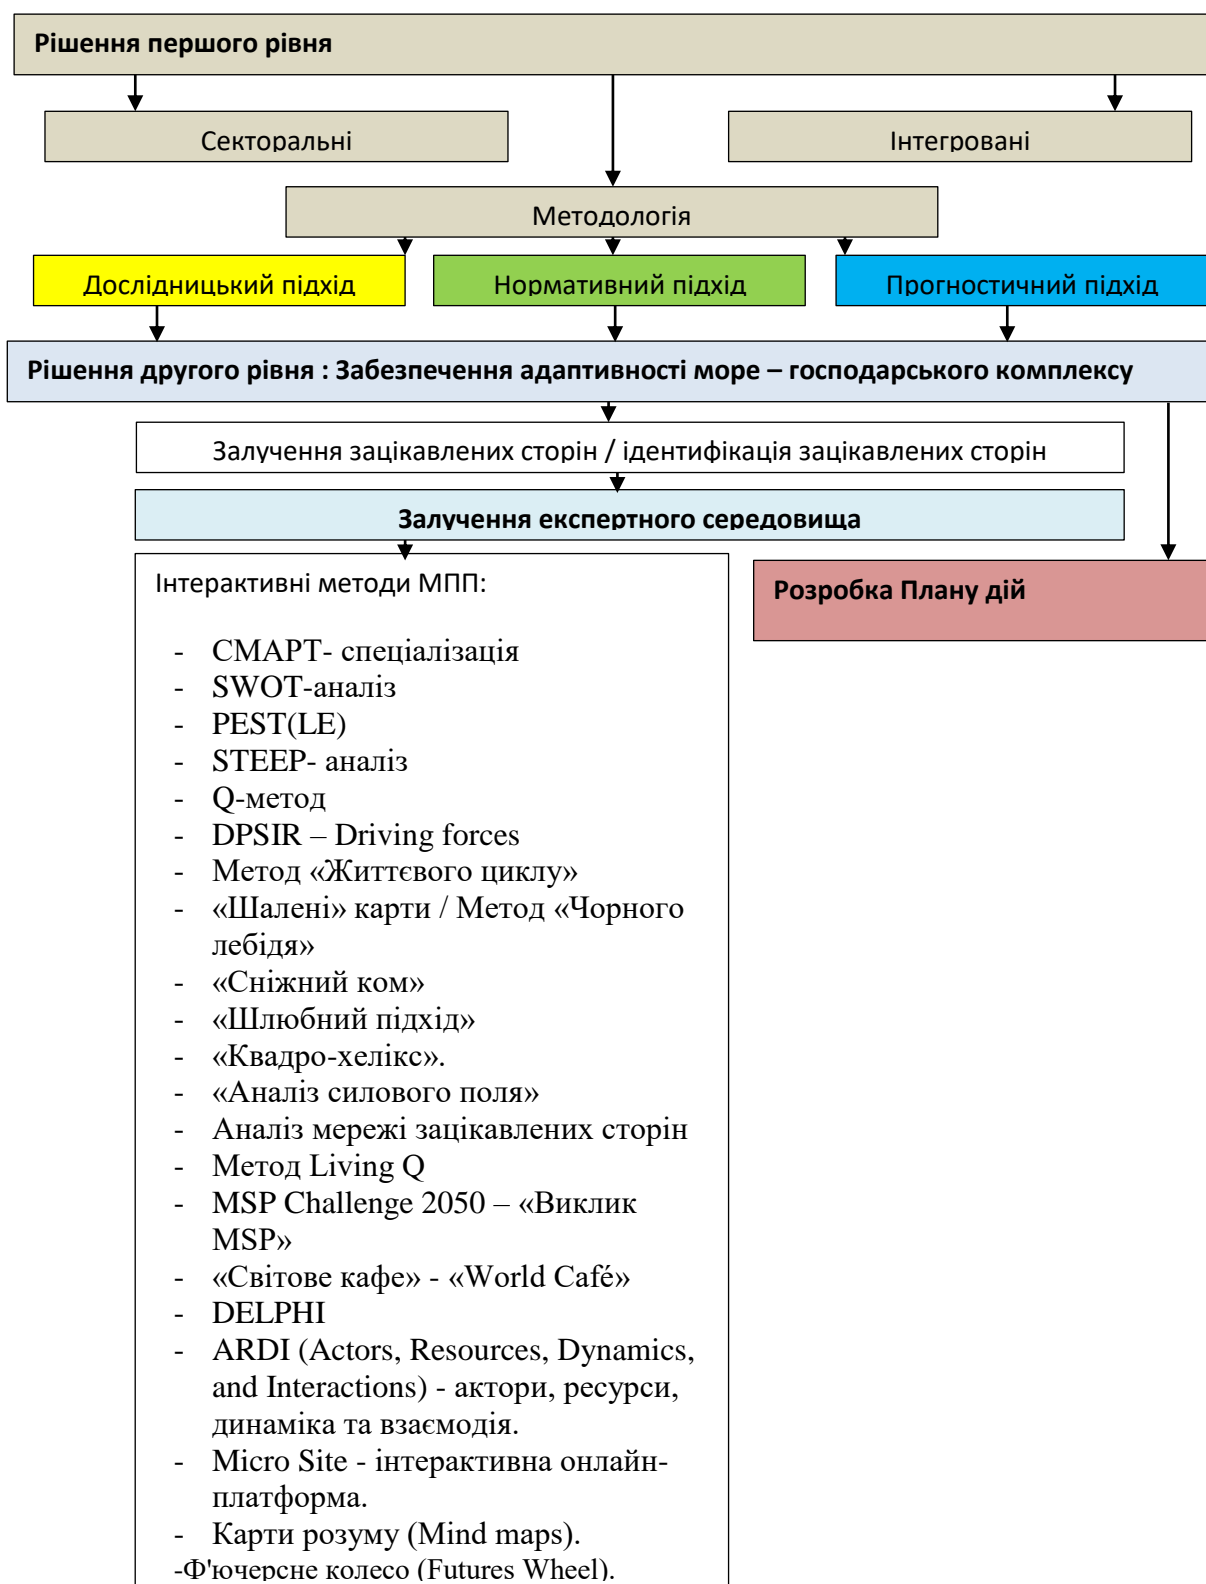 Рішення першого рівня
Секторальні
Інтегровані
Методологія
Дослідницький підхід
Нормативний підхід
Прогностичний підхід
Рішення другого рівня : Забезпечення адаптивності море – господарського комплексу
Залучення зацікавлених сторін / ідентифікація зацікавлених сторін
Залучення експертного середовища
Інтерактивні методи МПП:
Розробка Плану дій
- СМАРТ- спеціалізація
- SWOT-аналіз
- PEST(LE)
- STEEP- аналіз
- Q-метод
- DPSIR – Driving forces
- Метод «Життєвого циклу»
- «Шалені» карти / Метод «Чорного
лебідя»
- «Сніжний ком»
- «Шлюбний підхід»
- «Квадро-хелікс».
- «Аналіз силового поля»
- Аналіз мережі зацікавлених сторін
- Метод Living Q
- MSP Challenge 2050 – «Виклик
MSP»
- «Світове кафе» - «World Café»
- DELPHI
- ARDI (Actors, Resources, Dynamics,
and Interactions) - актори, ресурси,
динаміка та взаємодія.
- Micro Site - інтерактивна онлайн-
платформа.
- Карти розуму (Mind maps).
-Ф'ючерсне колесо (Futures Wheel).